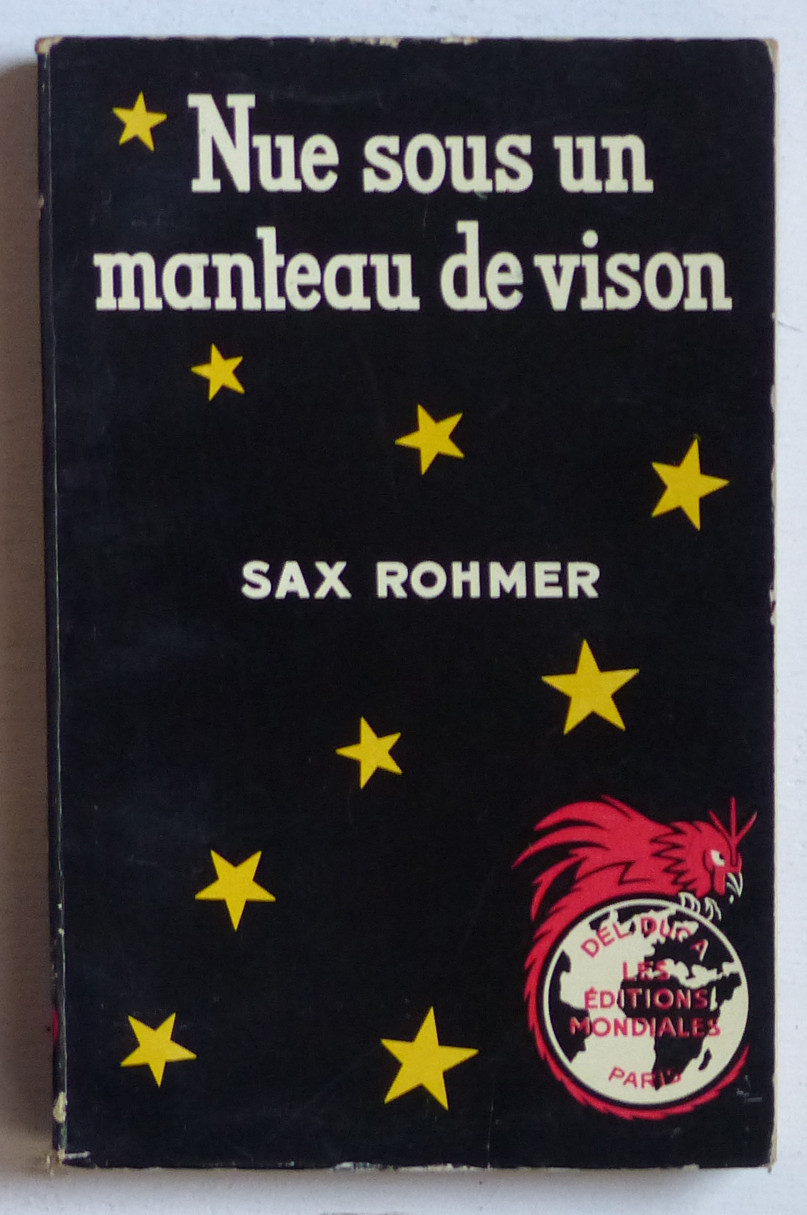 Nue sous un
manteau de vison
SAX ROHMER
DEL DUCA
LES
ÉDITIONS
MONDIALES
PARIS